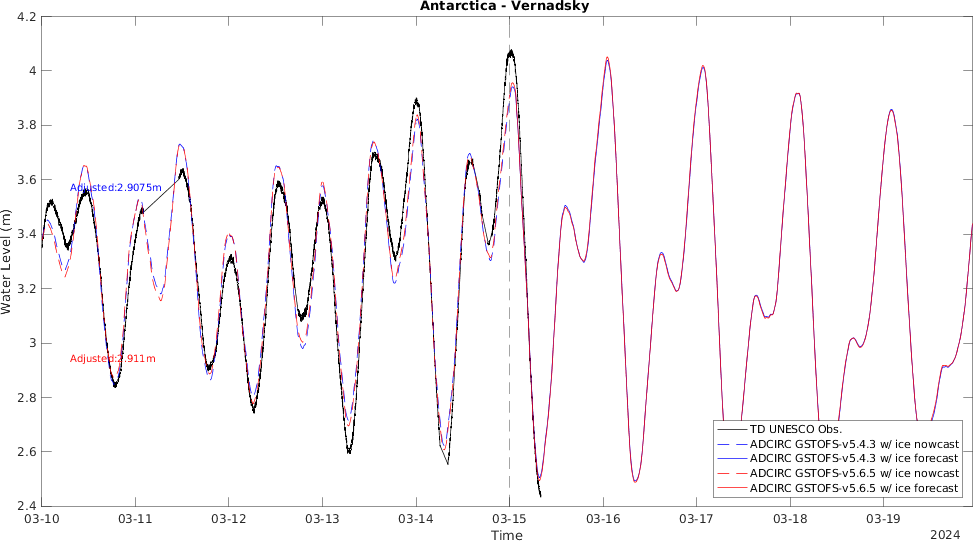 Antarctica - Vernadsky
4.2
4
3.8
3.6
3.4
3.2
3
2.8
2.6
2.4
Water Level (m)
Adjusted:2.9075m
Adjusted:2.911m
TD UNESCO Obs.
ADCIRC GSTOFS-v5.4.3 w/ ice nowcast
ADCIRC GSTOFS-v5.4.3 w/ ice forecast
ADCIRC GSTOFS-v5.6.5 w/ ice nowcast
ADCIRC GSTOFS-v5.6.5 w/ ice forecast
03-10 03-11 03-12 03-13 03-14 03-15 03-16 03-17 03-18 03-19
Time
2024